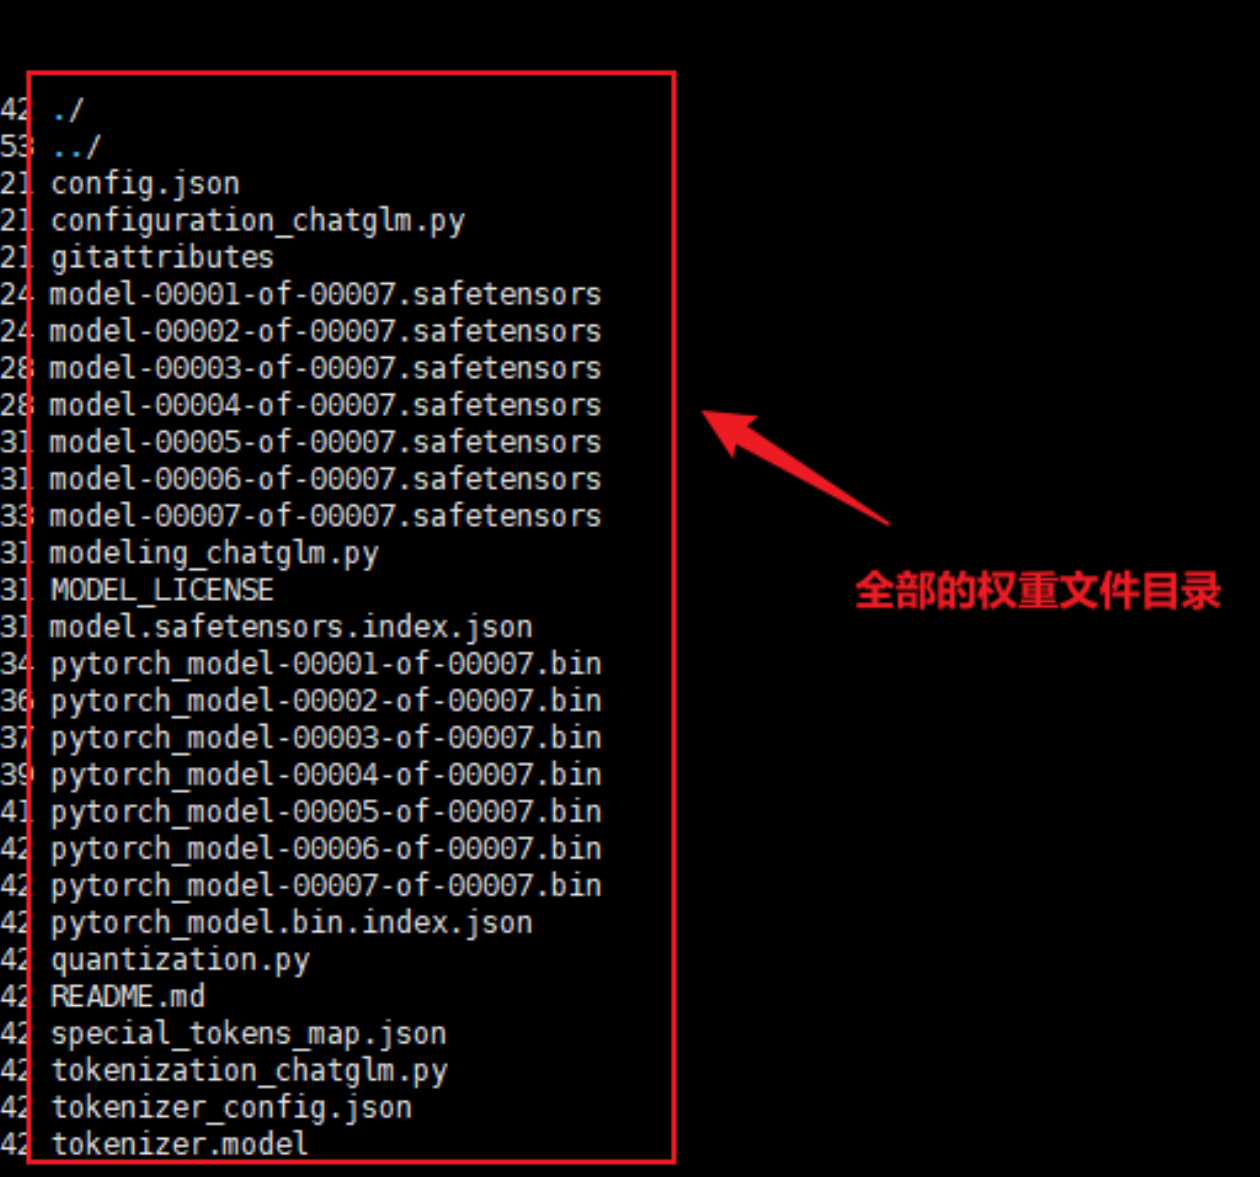 42 ./
53 ../
21 config.json
21 configuration_chatglm.py
21 gitattributes
24 model-00001-of-00007.safetensors
24 model-00002-of-00007.safetensors
28 model-00003-of-00007.safetensors
28 model-00004-of-00007.safetensors
31 model-00005-of-00007.safetensors
31 model-00006-of-00007.safetensors
33 model-00007-of-00007.safetensors
31 modeling_chatglm.py
31 MODEL_LICENSE
31 model.safetensors.index.json
34 pytorch_model-00001-of-00007.bin
36 pytorch_model-00002-of-00007.bin
37 pytorch_model-00003-of-00007.bin
39 pytorch_model-00004-of-00007.bin
41 pytorch_model-00005-of-00007.bin
42 pytorch_model-00006-of-00007.bin
42 pytorch_model-00007-of-00007.bin
42 pytorch_model.bin.index.json
42 quantization.py
42 README.md
42 special_tokens_map.json
42 tokenization_chatglm.py
42 tokenizer_config.json
42 tokenizer.model
全部的权重文件目录